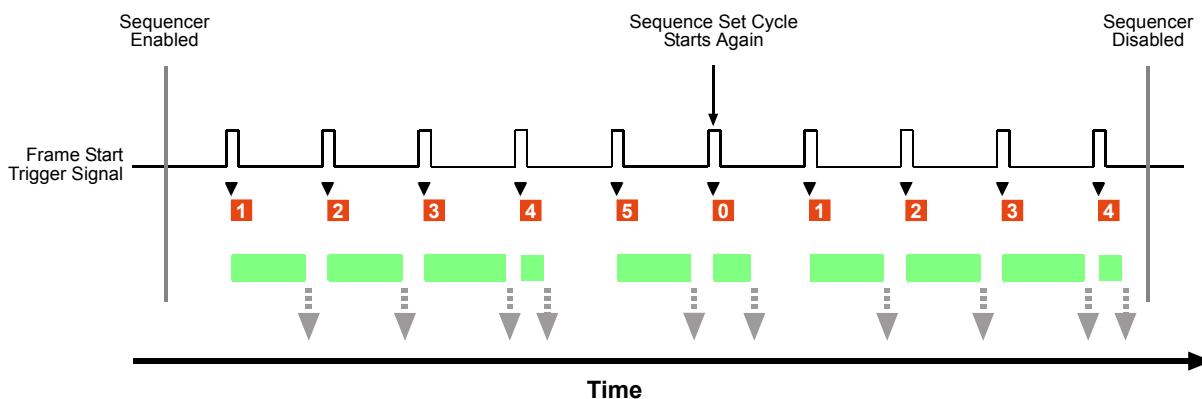 Sequencer
Enabled
Sequence Set Cycle
Starts Again
Sequencer
Disabled
Frame Start
Trigger Signal
1 2 3 4 5 0 1 2 3 4
Time